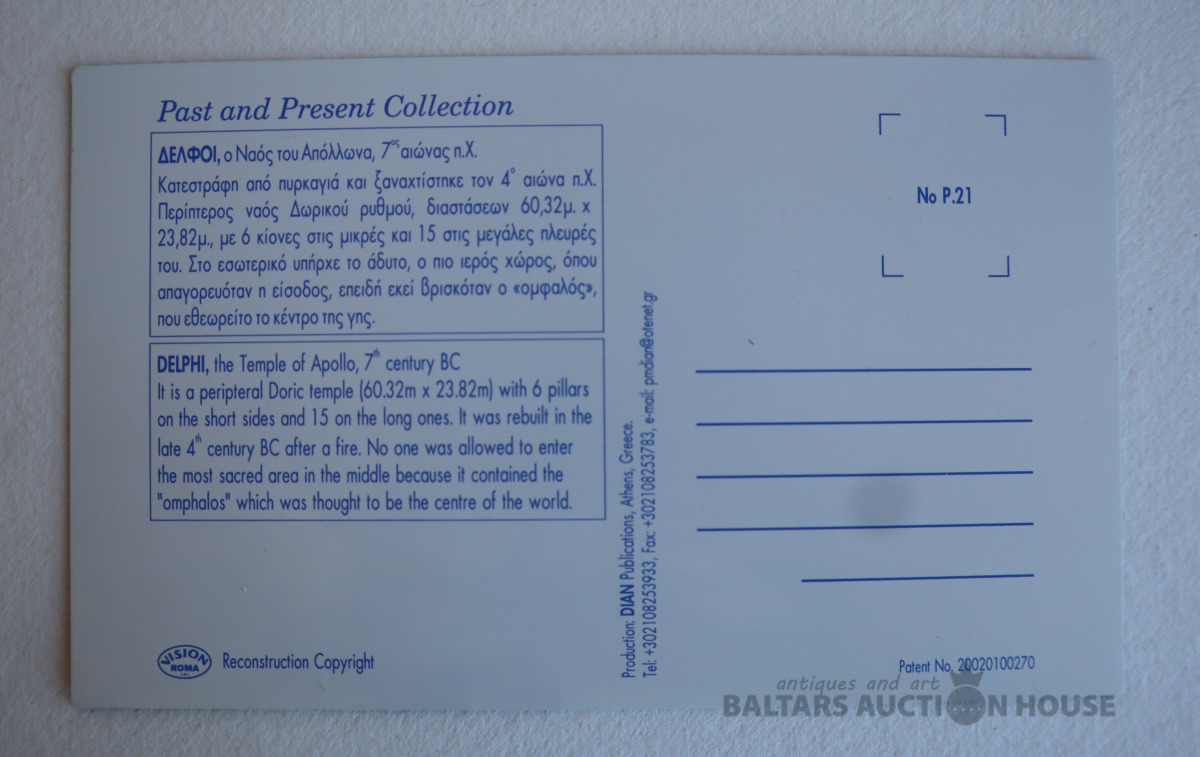 Past and Present Collection
ΔΕΛΦΟΙ, ο Ναός του Απόλλωνα, 7ος αιώνας π.Χ.
Κατεστράφη από πυρκαγιά και ξαναχτίστηκε τον 4° αιώνα π.Χ.
Περίπτερος ναός Δωρικού ρυθμού, διαστάσεων 60,32μ. x
23,82μ., με 6 κίονες στις μικρές και 15 στις μεγάλες πλευρές
του. Στο εσωτερικό υπήρχε το άδυτο, ο πιο ιερός χώρος, όπου
απαγορευόταν η είσοδος, επειδή εκεί βρισκόταν ο «ομφαλός»,
που εθεωρείτο το κέντρο της γης.
DELPHI, the Temple of Apollo, 7th century BC
It is a peripteral Doric temple (60.32m x 23.82m) with 6 pillars
on the short sides and 15 on the long ones. It was rebuilt in the
late 4th century BC after a fire. No one was allowed to enter
the most sacred area in the middle because it contained the
"omphalos" which was thought to be the centre of the world.
VISION
ROMA
Reconstruction Copyright
Production: DIAN Publications, Athens, Greece.
Tel: +302108253933, Fax: +302108253783, e-mail: pmdian@otenet.gr
No P.21
Patent No. 20020100270
antiques and art
BALTARS AUCTION HOUSE